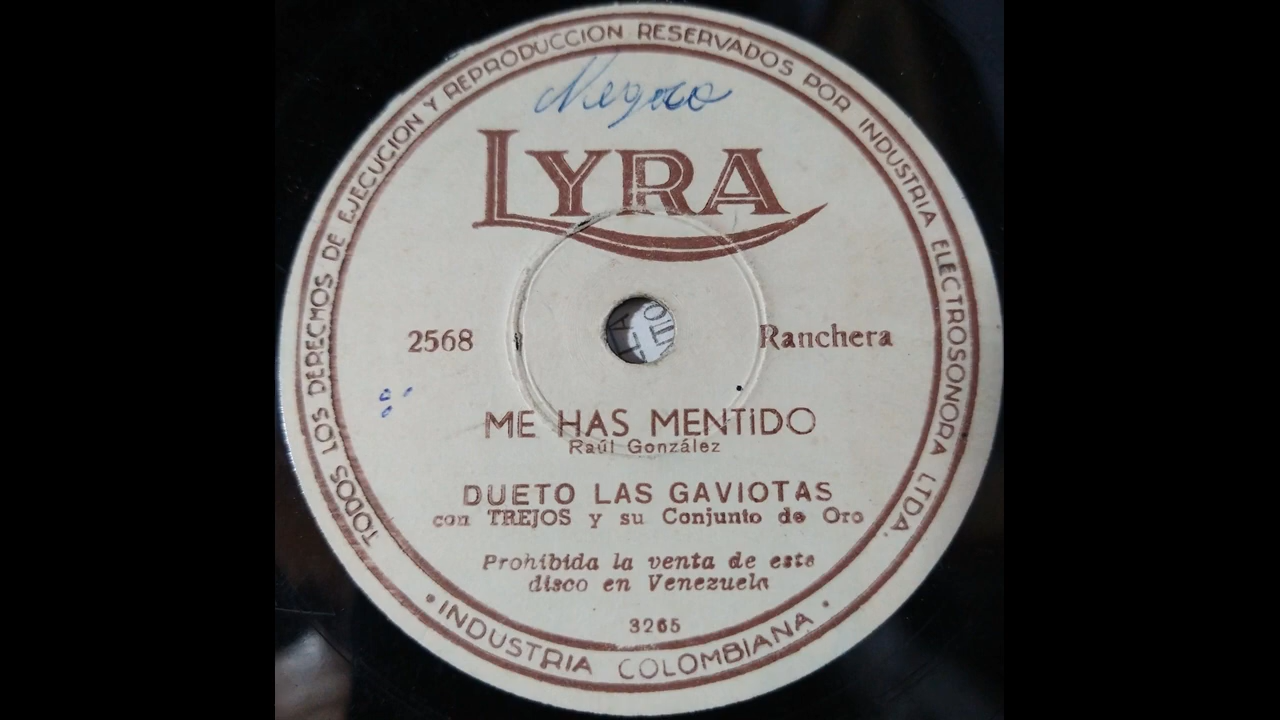 TODOS LOS DERECHOS DE EJECUCION Y REPRODUCCION RESERVADOS POR INDUSTRIA ELECTROSONORA LTDA.
LYRA
2568
Ranchera
ME HAS MENTiDO
Raúl González
DUETO LAS GAVIOTAS
con TREJOS y su Conjunto de Oro
Prohibida la venta de este
disco en Venezuela
3265
• INDUSTRIA COLOMBIANA •